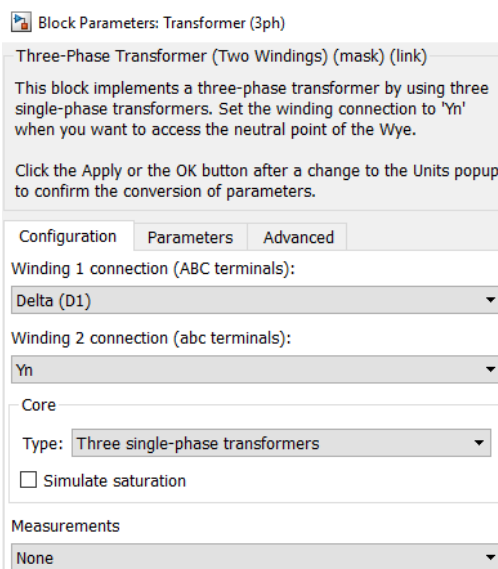 Block Parameters: Transformer (3ph)
Three-Phase Transformer (Two Windings) (mask) (link)
This block implements a three-phase transformer by using three
single-phase transformers. Set the winding connection to 'Yn'
when you want to access the neutral point of the Wye.
Click the Apply or the OK button after a change to the Units popup
to confirm the conversion of parameters.
Configuration Parameters Advanced
Winding 1 connection (ABC terminals):
Delta (D1)
Winding 2 connection (abc terminals):
Yn
Core
Type: Three single-phase transformers
Simulate saturation
Measurements
None